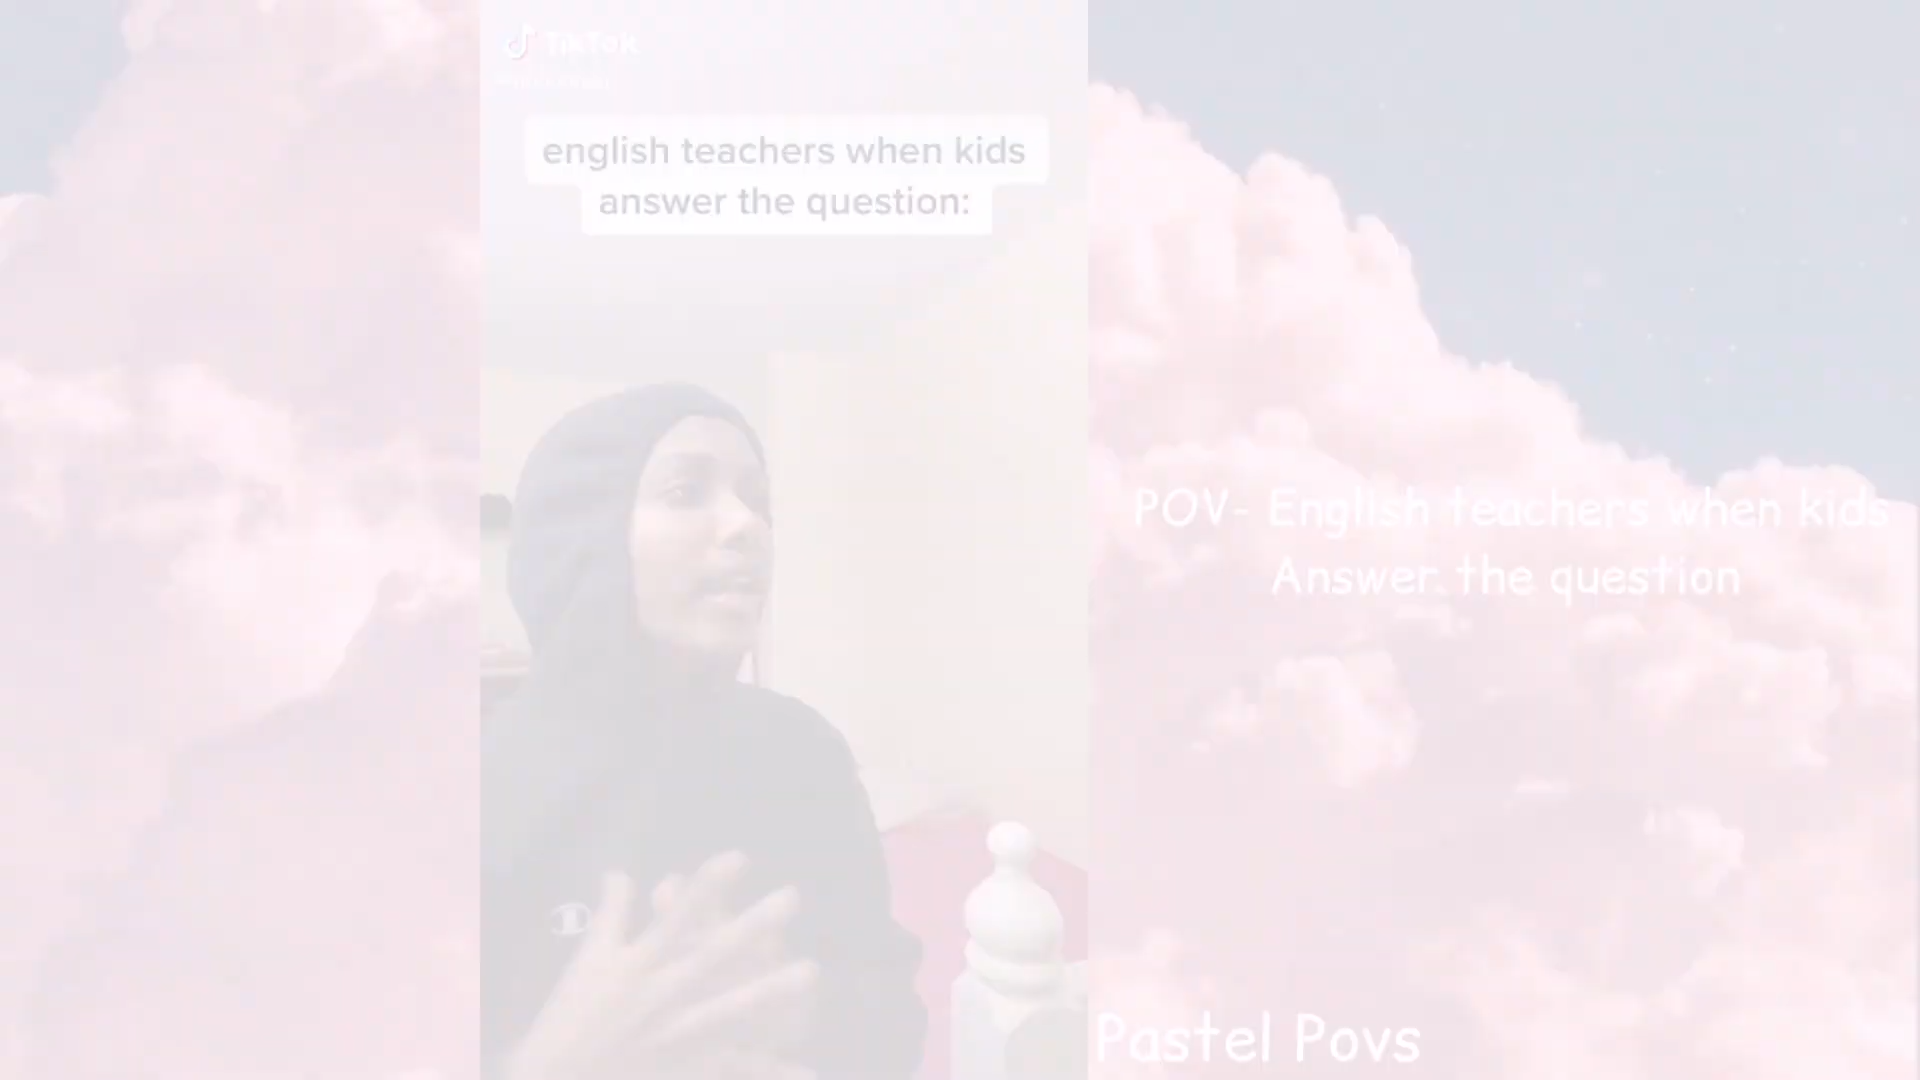 TikTok
english teachers when kids
answer the question:
POV- English teachers when kids
Answer the question
Pastel Povs